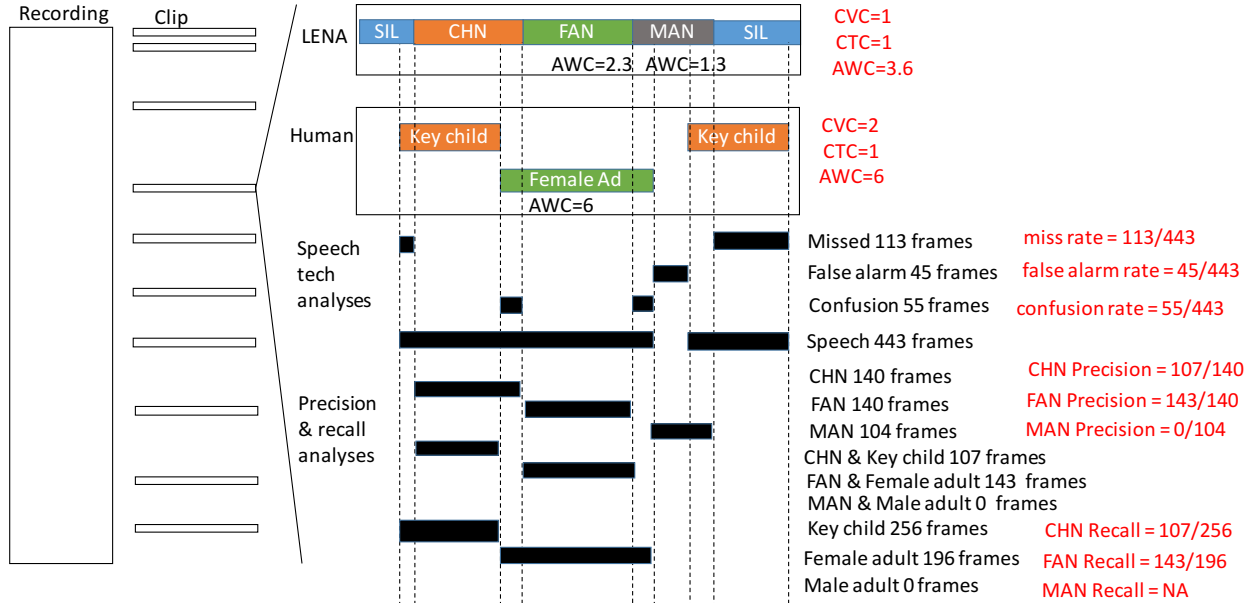 Recording
Clip
LENA
SIL
CHN
FAN
MAN
SIL
AWC=2.3
AWC=1.3
CVC=1
CTC=1
AWC=3.6
Human
Key child
Key child
Female Ad
AWC=6
CVC=2
CTC=1
AWC=6
Speech
tech
analyses
Missed 113 frames
miss rate = 113/443
False alarm 45 frames
false alarm rate = 45/443
Confusion 55 frames
confusion rate = 55/443
Speech 443 frames
Precision
& recall
analyses
CHN 140 frames
CHN Precision = 107/140
FAN 140 frames
FAN Precision = 143/140
MAN 104 frames
MAN Precision = 0/104
CHN & Key child 107 frames
FAN & Female adult 143 frames
MAN & Male adult 0 frames
Key child 256 frames
CHN Recall = 107/256
Female adult 196 frames
FAN Recall = 143/196
Male adult 0 frames
MAN Recall = NA